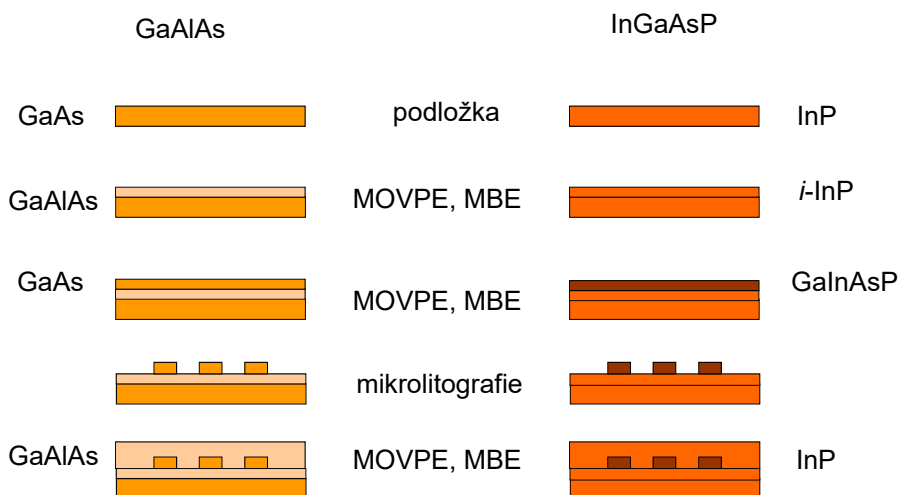 GaAlAs InGaAsP
GaAs podložka InP
GaAlAs MOVPE, MBE i-InP
GaAs MOVPE, MBE GaInAsP
mikrolitografie
GaAlAs MOVPE, MBE InP